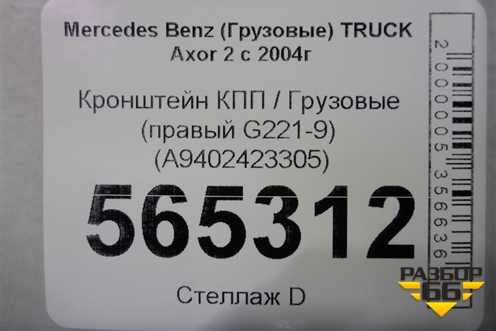 Mercedes Benz (Грузовые) TRUCK
Axor 2 с 2004г
Кронштейн КПП / Грузовые
(правый G221-9)
(A9402423305)
565312
Стеллаж D
2000005356636
РАЗБОР
66